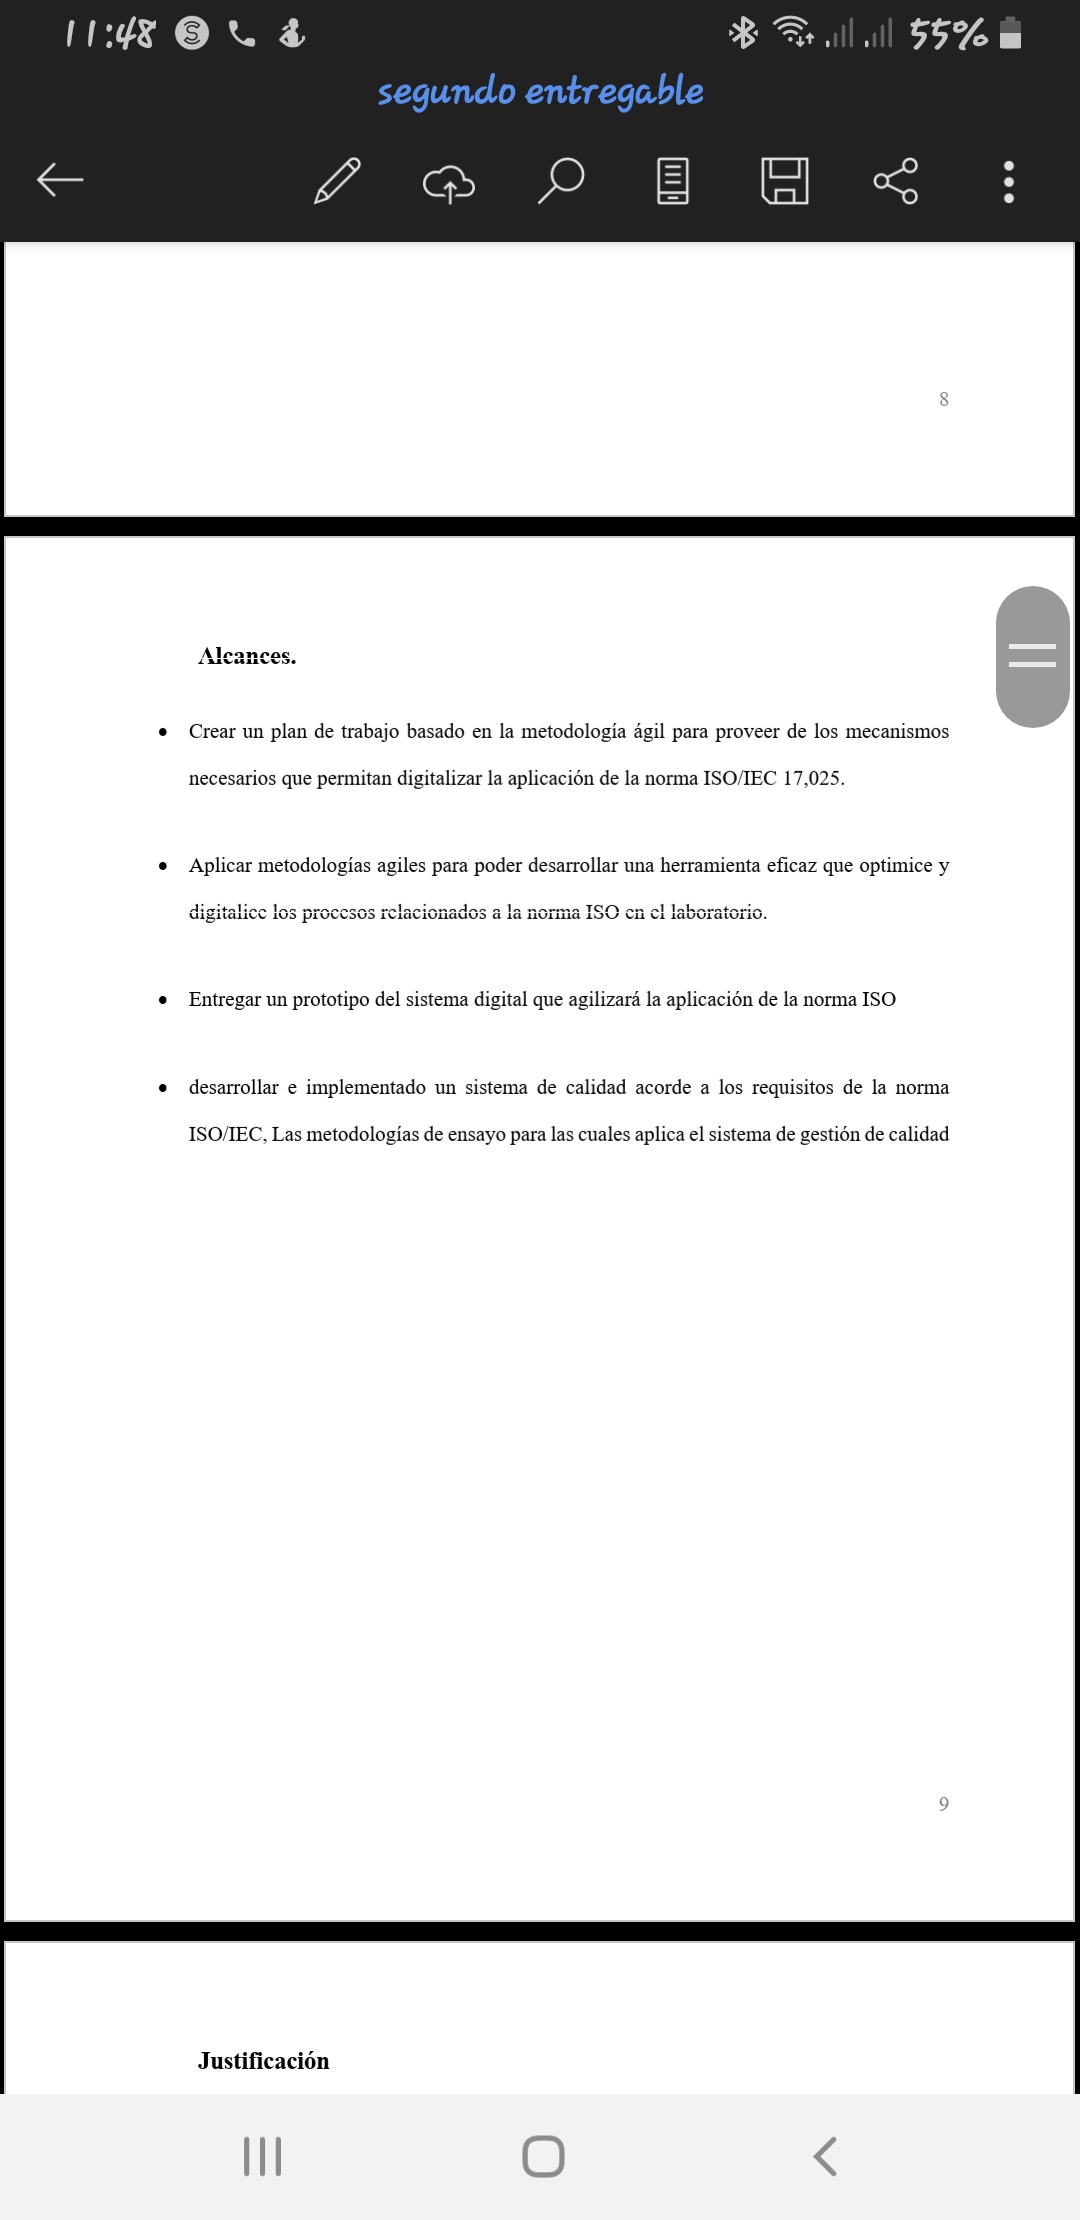 11:48
55%
segundo entregable
8
Alcances.
• Crear un plan de trabajo basado en la metodología ágil para proveer de los mecanismos
necesarios que permitan digitalizar la aplicación de la norma ISO/IEC 17,025.
• Aplicar metodologías agiles para poder desarrollar una herramienta eficaz que optimice y
digitalice los procesos relacionados a la norma ISO en el laboratorio.
• Entregar un prototipo del sistema digital que agilizará la aplicación de la norma ISO
• desarrollar e implementado un sistema de calidad acorde a los requisitos de la norma
ISO/IEC, Las metodologías de ensayo para las cuales aplica el sistema de gestión de calidad
9
Justificación